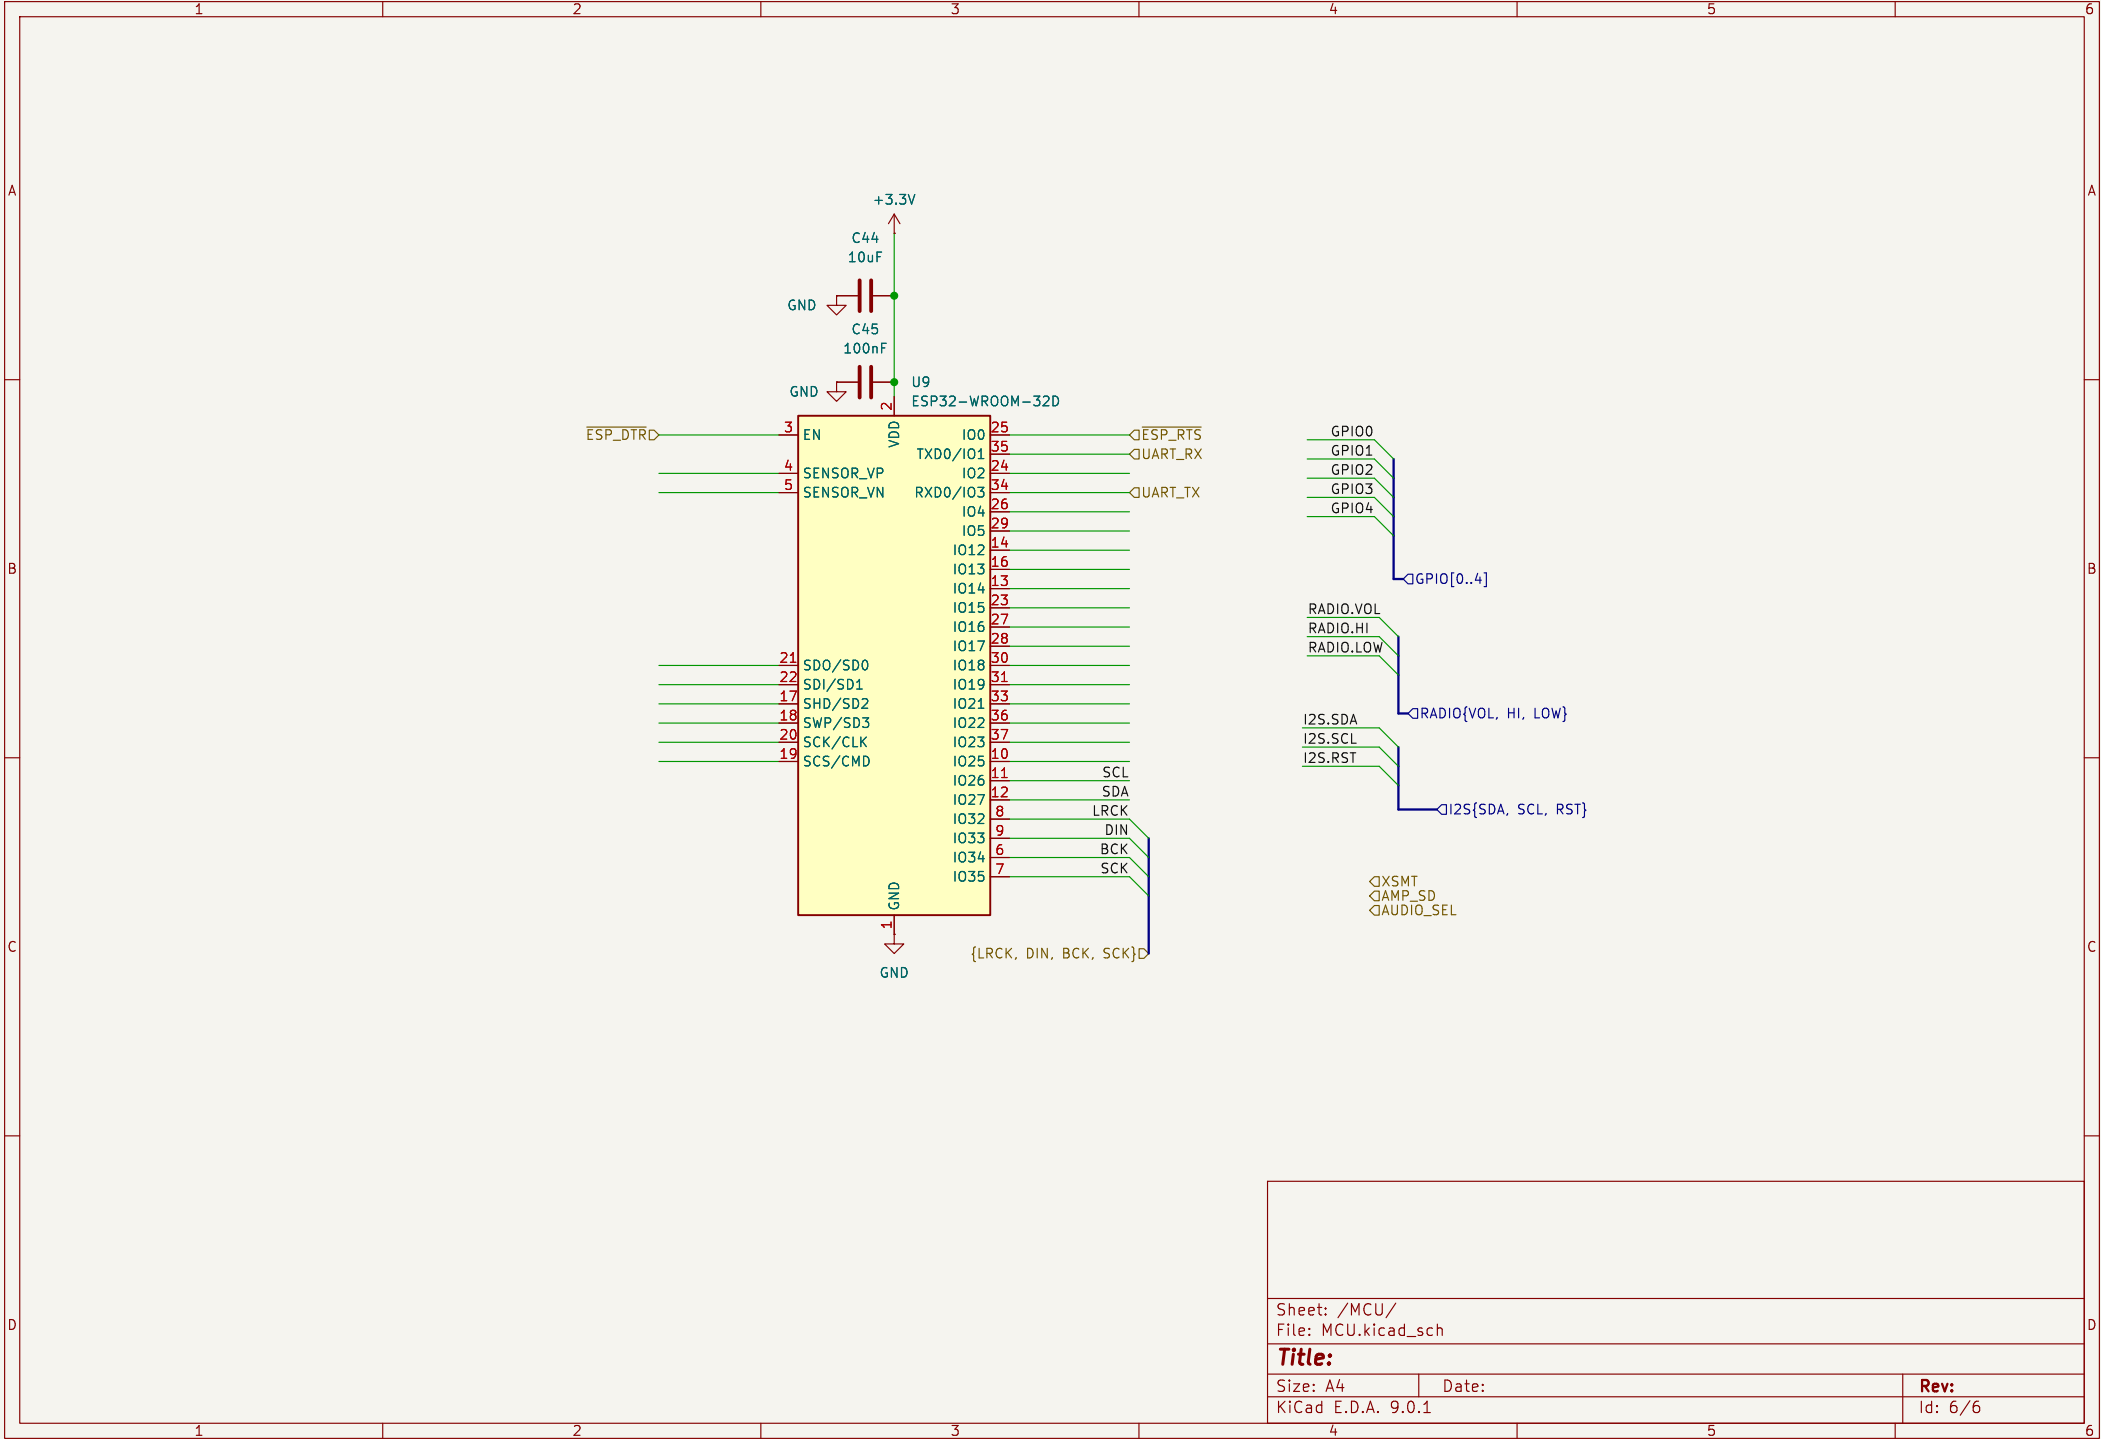 1 2 3 4 5 6
A A
+3.3V
C44
10uF
GND
C45
100nF
GND
U9
ESP32-WROOM-32D
2
VDD
ESP_DTR
3 EN
4 SENSOR_VP
5 SENSOR_VN
21 SDO/SD0
22 SDI/SD1
17 SHD/SD2
18 SWP/SD3
20 SCK/CLK
19 SCS/CMD
IO0 25 ESP_RTS
TXD0/IO1 35 UART_RX
IO2 24
RXD0/IO3 34 UART_TX
IO4 26
IO5 29
IO12 14
IO13 16
IO14 13
IO15 23
IO16 27
IO17 28
IO18 30
IO19 31
IO21 33
IO22 36
IO23 37
IO25 10
IO26 11 SCL
IO27 12 SDA
IO32 8 LRCK
IO33 9 DIN
IO34 6 BCK
IO35 7 SCK
GND
1
GND
{LRCK, DIN, BCK, SCK}
GPIO0
GPIO1
GPIO2
GPIO3
GPIO4
GPIO[0..4]
RADIO.VOL
RADIO.HI
RADIO.LOW
RADIO{VOL, HI, LOW}
I2S.SDA
I2S.SCL
I2S.RST
I2S{SDA, SCL, RST}
XSMT
AMP_SD
AUDIO_SEL
B B
C C
D D
Sheet: /MCU/
File: MCU.kicad_sch
Title:
Size: A4 Date: Rev:
KiCad E.D.A. 9.0.1 Id: 6/6
1 2 3 4 5 6